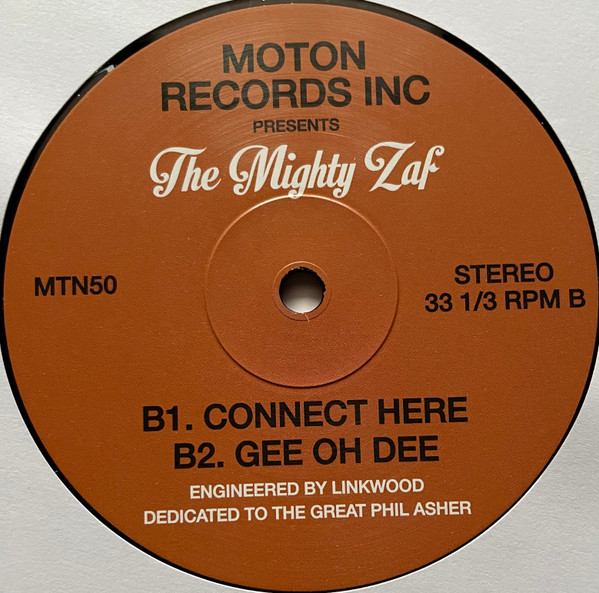 MOTON
RECORDS INC
PRESENTS
The Mighty Zaf
MTN50
STEREO
33 1/3 RPM B
B1. CONNECT HERE
B2. GEE OH DEE
ENGINEERED BY LINKWOOD
DEDICATED TO THE GREAT PHIL ASHER